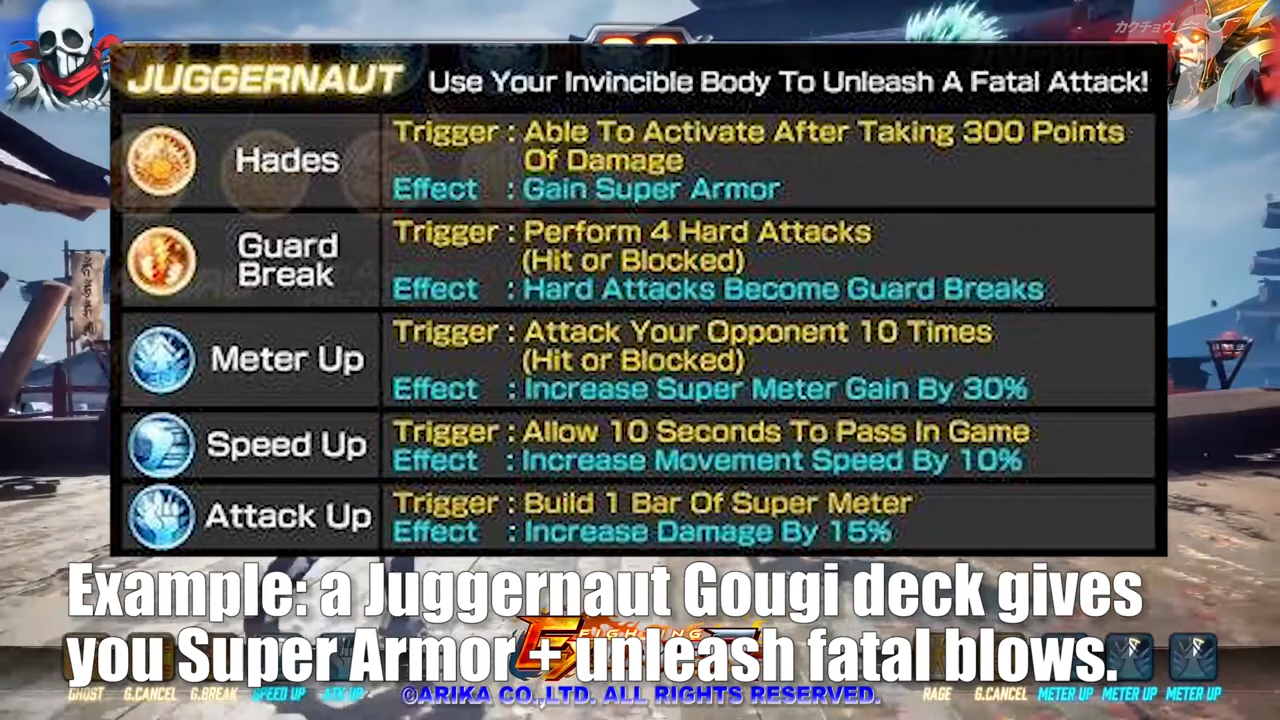 カクチョウ
JUGGERNAUT Use Your Invincible Body To Unleash A Fatal Attack!
Hades
Trigger : Able To Activate After Taking 300 Points
Of Damage
Effect : Gain Super Armor
Guard
Break
Trigger : Perform 4 Hard Attacks
(Hit or Blocked)
Effect : Hard Attacks Become Guard Breaks
Meter Up
Trigger : Attack Your Opponent 10 Times
(Hit or Blocked)
Effect : Increase Super Meter Gain By 30%
Speed Up
Trigger : Allow 10 Seconds To Pass In Game
Effect : Increase Movement Speed By 10%
Attack Up
Trigger : Build 1 Bar Of Super Meter
Effect : Increase Damage By 15%
Example: a Juggernaut Gougi deck gives
you Super Armor + unleash fatal blows.
FIGHTING
GHOST G.CANCEL G.BREAK SPEED UP ATK UP
©ARIKA CO.,LTD. ALL RIGHTS RESERVED.
RAGE G.CANCEL METER UP METER UP METER UP